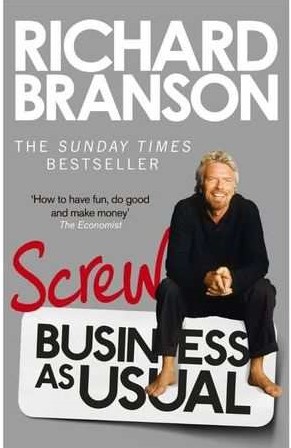 RICHARD
BRANSON
THE SUNDAY TIMES
BESTSELLER
'How to have fun, do good
and make money'
The Economist
Screw
BUSINESS
AS USUAL